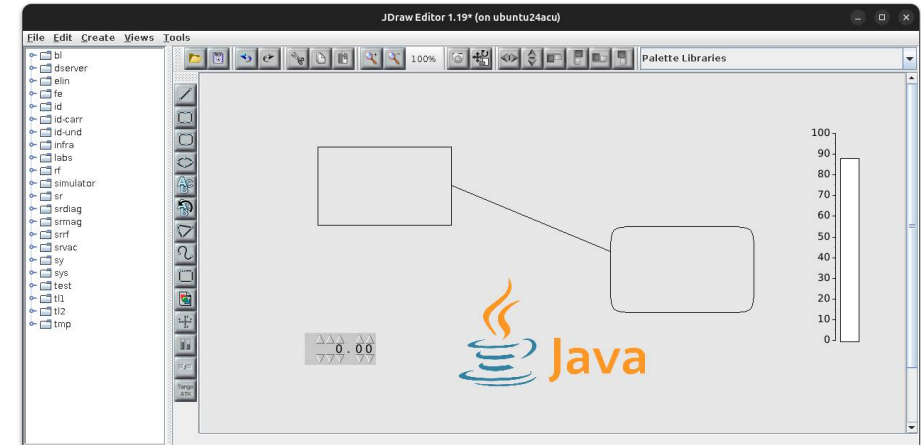 JDraw Editor 1.19* (on ubuntu24acu)
File Edit Create Views Tools
100%
Palette Libraries
bl
dserver
elin
fe
id
id-carr
id-und
infra
labs
rf
simulator
sr
srdiag
srmag
srrf
srvac
sy
sys
test
tl1
tl2
tmp
Tango
ATK
100
90
80
70
60
50
40
30
20
10
0
0.00
Java